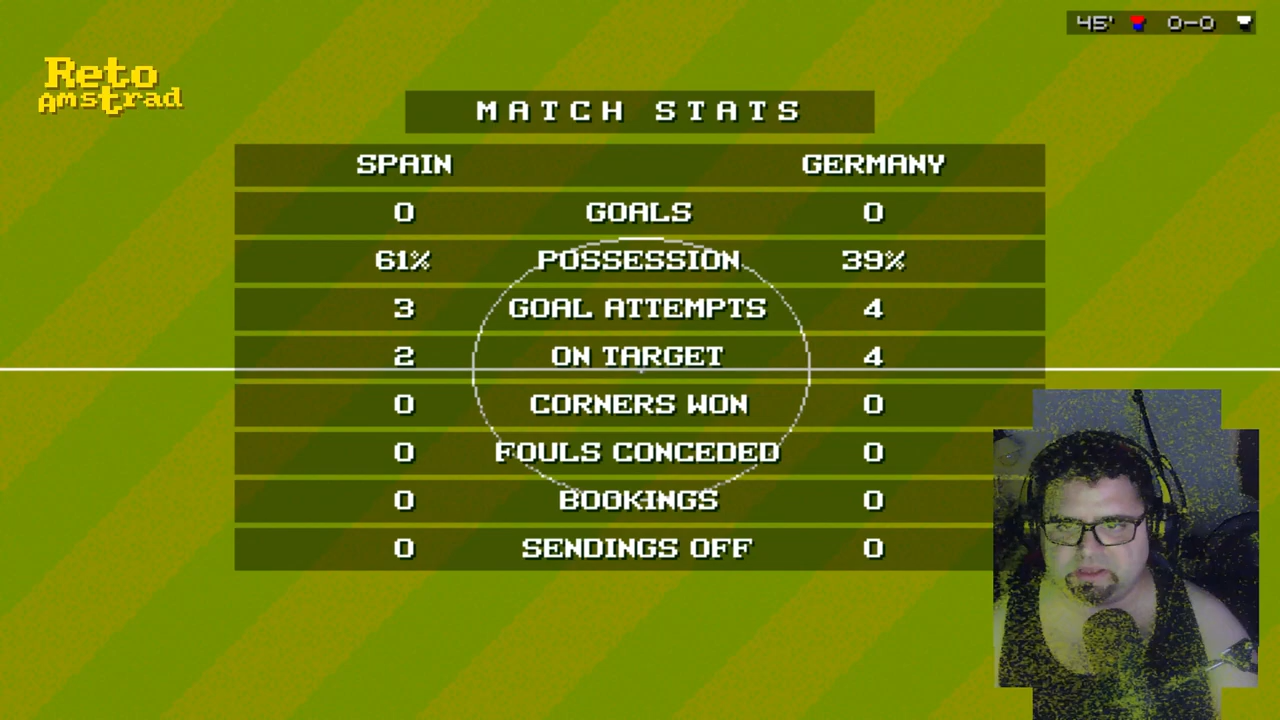 45' 0-0
Reto
Amstrad
MATCH STATS
SPAIN GERMANY
0 GOALS 0
61% POSSESSION 39%
3 GOAL ATTEMPTS 4
2 ON TARGET 4
0 CORNERS WON 0
0 FOULS CONCEDED 0
0 BOOKINGS 0
0 SENDINGS OFF 0